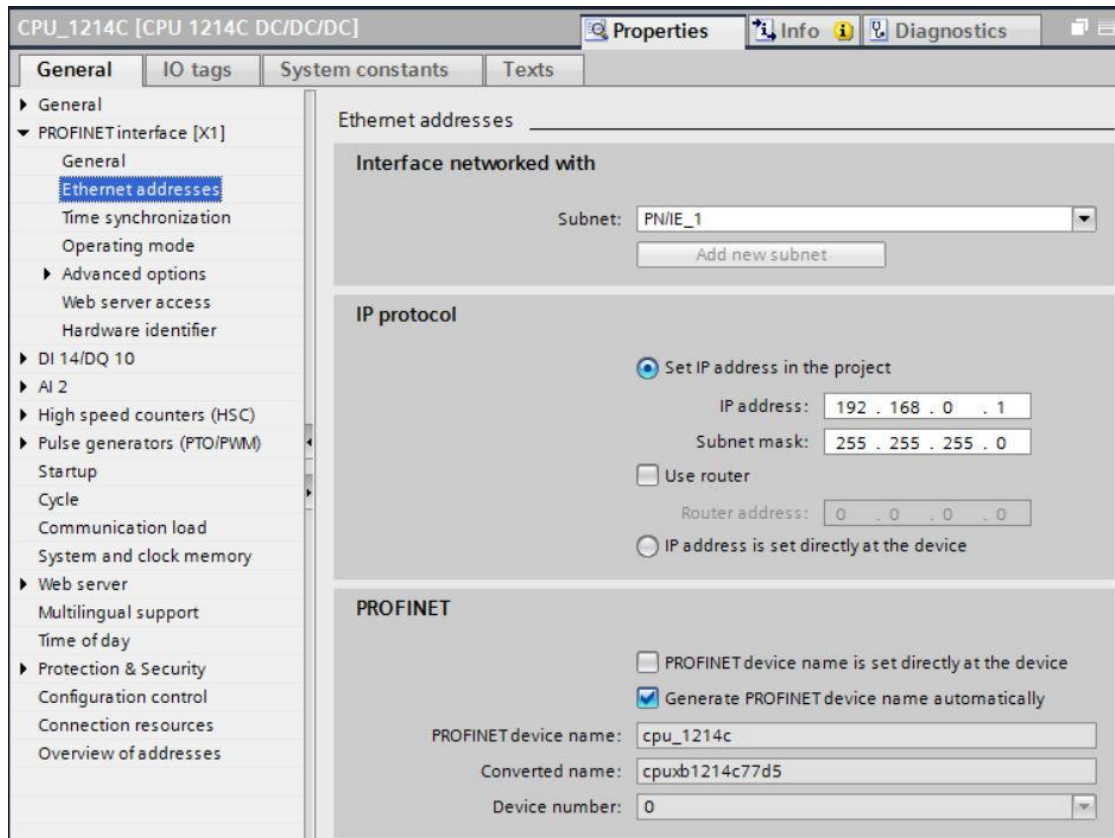 CPU_1214C [CPU 1214C DC/DC/DC]
Properties
Info
Diagnostics
General
IO tags
System constants
Texts
General
PROFINET interface [X1]
General
Ethernet addresses
Time synchronization
Operating mode
Advanced options
Web server access
Hardware identifier
DI 14/DQ 10
AI 2
High speed counters (HSC)
Pulse generators (PTO/PWM)
Startup
Cycle
Communication load
System and clock memory
Web server
Multilingual support
Time of day
Protection & Security
Configuration control
Connection resources
Overview of addresses
Ethernet addresses
Interface networked with
Subnet: PN/IE_1
Add new subnet
IP protocol
Set IP address in the project
IP address: 192 . 168 . 0 . 1
Subnet mask: 255 . 255 . 255 . 0
Use router
Router address: 0 . 0 . 0 . 0
IP address is set directly at the device
PROFINET
PROFINET device name is set directly at the device
Generate PROFINET device name automatically
PROFINET device name: cpu_1214c
Converted name: cpuxb1214c77d5
Device number: 0